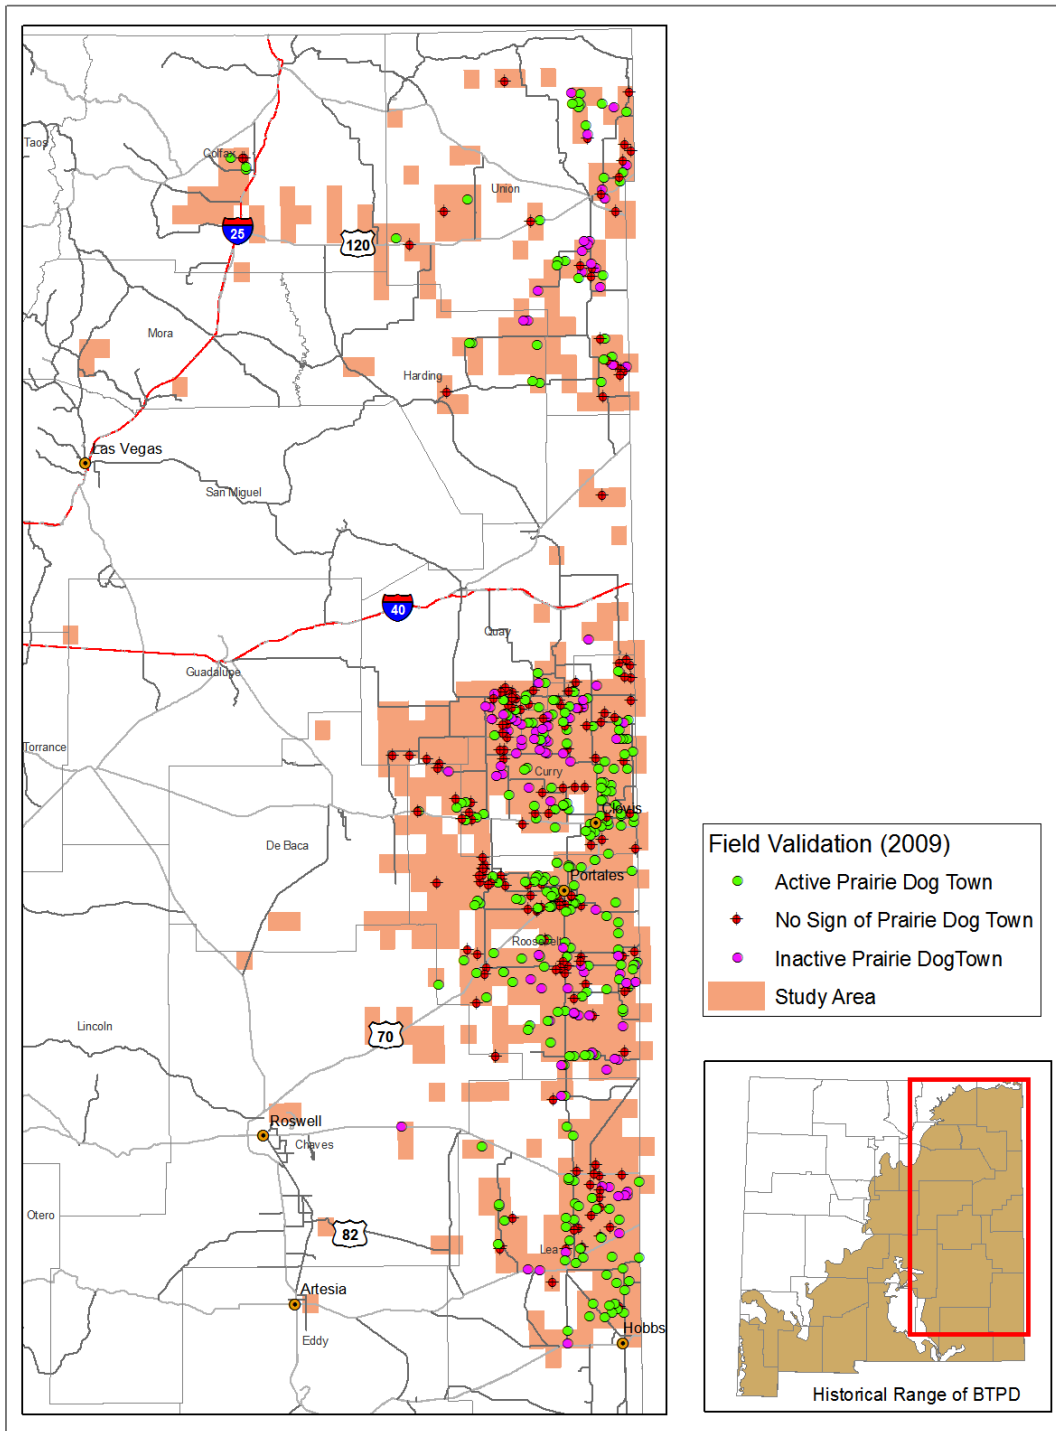 Taos
Colfax
Union
25
120
Mora
Harding
Las Vegas
San Miguel
40
Quay
Guadalupe
Torrance
Curry
Clovis
De Baca
Portales
Roosevelt
Lincoln
70
Roswell
Chaves
Otero
82
Lea
Artesia
Hobbs
Eddy
Field Validation (2009)
Active Prairie Dog Town
No Sign of Prairie Dog Town
Inactive Prairie DogTown
Study Area
Historical Range of BTPD